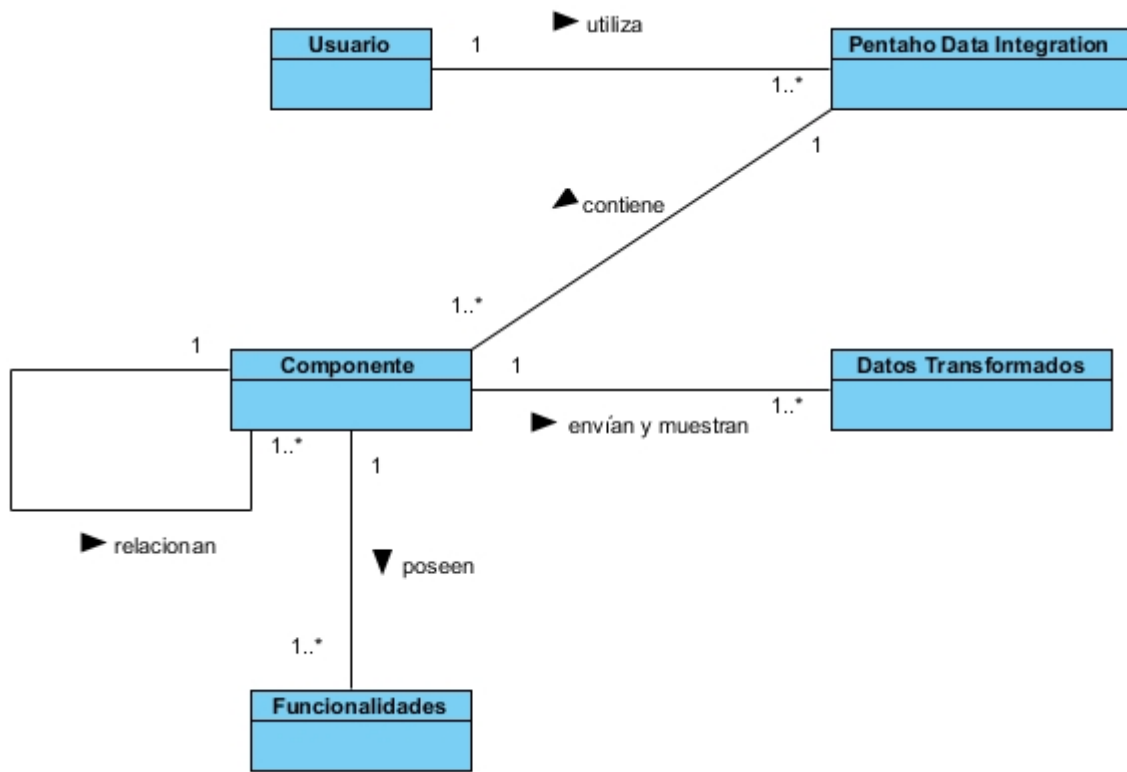 utiliza
Usuario
1
Pentaho Data Integration
1..*
1
contiene
1..*
1
Componente
1
Datos Transformados
1..*
envían y muestran
1..*
1
relacionan
poseen
1..*
Funcionalidades